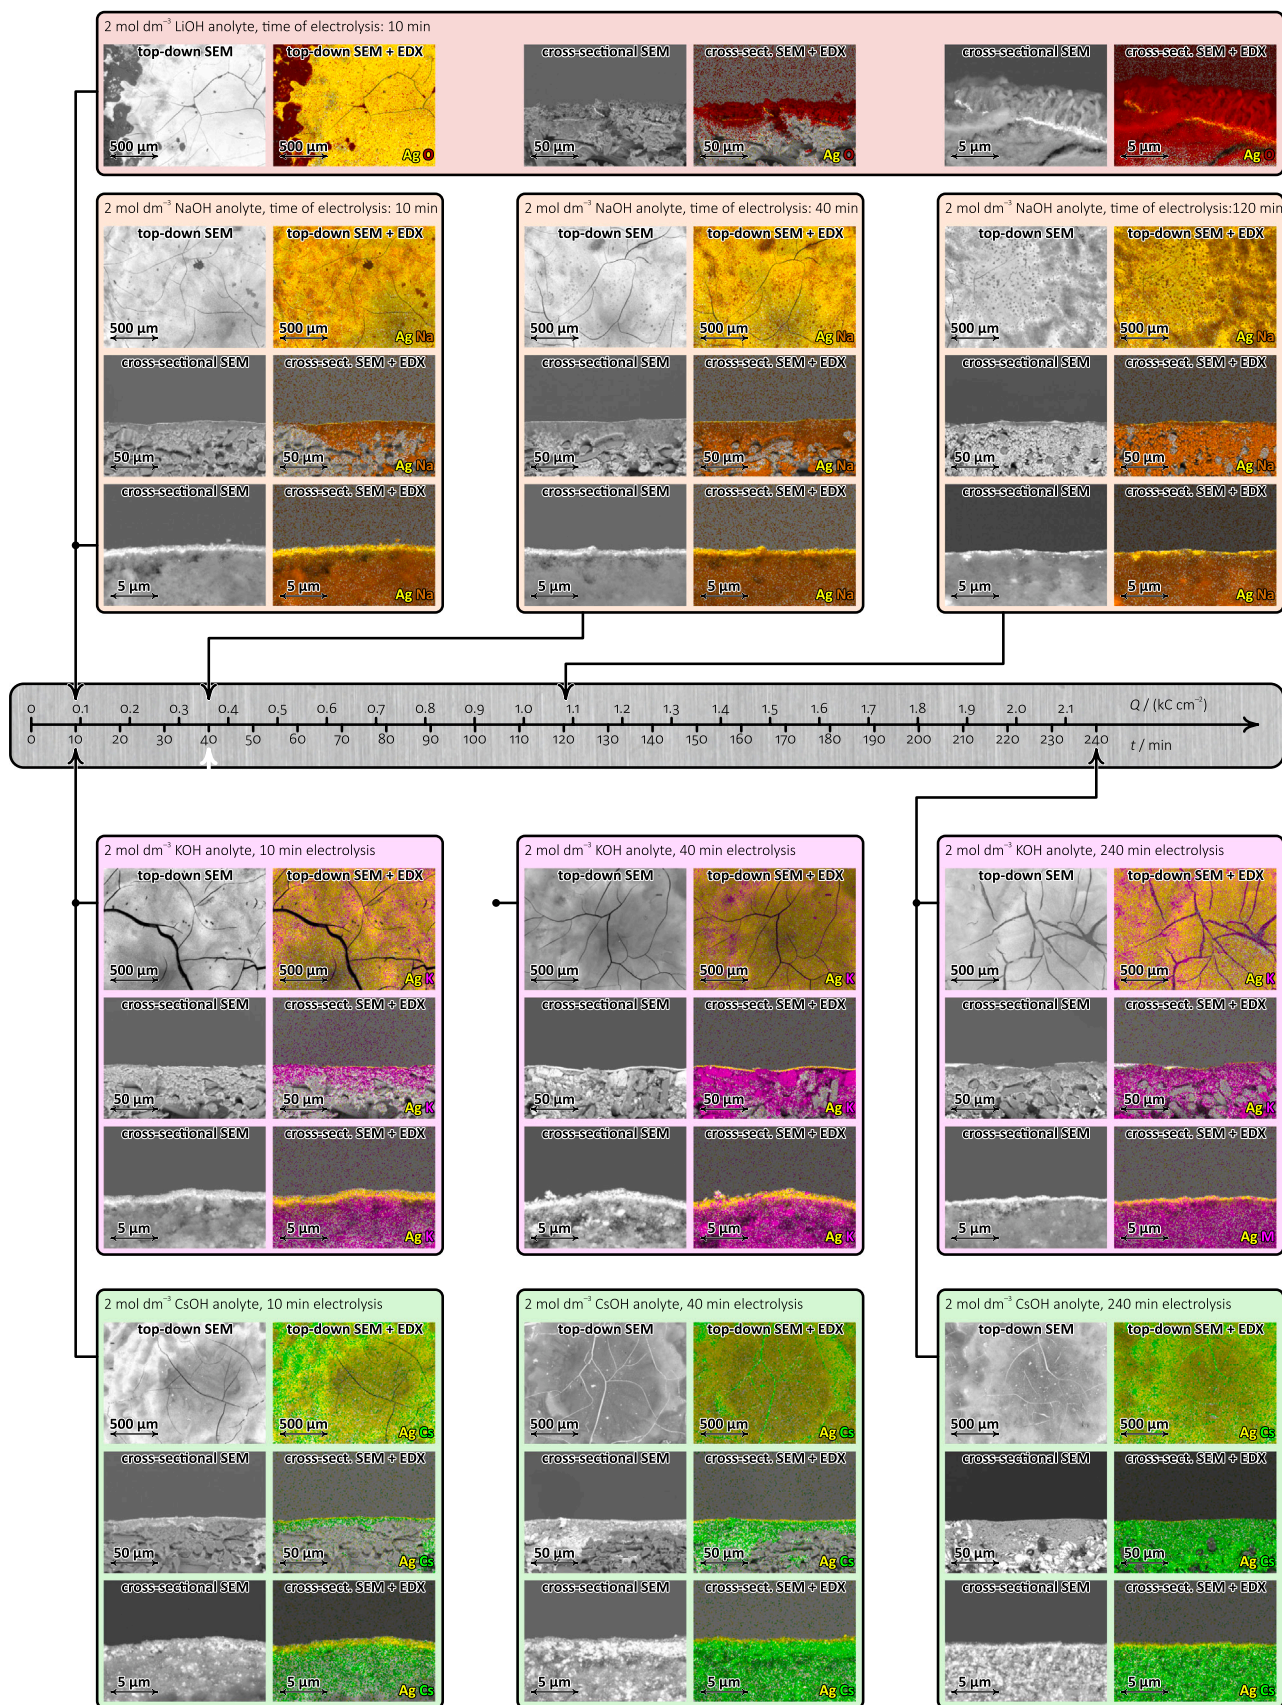 2 mol dm⁻³ LiOH anolyte, time of electrolysis: 10 min
top-down SEM
top-down SEM + EDX
cross-sectional SEM
cross-sect. SEM + EDX
500 µm
500 µm
Ag O
50 µm
50 µm
Ag O
5 µm
5 µm
Ag O
2 mol dm⁻³ NaOH anolyte, time of electrolysis: 10 min
top-down SEM
top-down SEM + EDX
500 µm
500 µm
Ag Na
cross-sectional SEM
cross-sect. SEM + EDX
50 µm
50 µm
Ag Na
cross-sectional SEM
cross-sect. SEM + EDX
5 µm
5 µm
Ag Na
2 mol dm⁻³ NaOH anolyte, time of electrolysis: 40 min
top-down SEM
top-down SEM + EDX
500 µm
500 µm
Ag Na
cross-sectional SEM
cross-sect. SEM + EDX
50 µm
50 µm
Ag Na
cross-sectional SEM
cross-sect. SEM + EDX
5 µm
5 µm
Ag Na
2 mol dm⁻³ NaOH anolyte, time of electrolysis:120 min
top-down SEM
top-down SEM + EDX
500 µm
500 µm
Ag Na
cross-sectional SEM
cross-sect. SEM + EDX
50 µm
50 µm
Ag Na
cross-sectional SEM
cross-sect. SEM + EDX
5 µm
5 µm
Ag Na
0 0.1 0.2 0.3 0.4 0.5 0.6 0.7 0.8 0.9 1.0 1.1 1.2 1.3 1.4 1.5 1.6 1.7 1.8 1.9 2.0 2.1 Q / (kC cm⁻²)
0 10 20 30 40 50 60 70 80 90 100 110 120 130 140 150 160 170 180 190 200 210 220 230 240 t / min
2 mol dm⁻³ KOH anolyte, 10 min electrolysis
top-down SEM
top-down SEM + EDX
500 µm
500 µm
Ag K
cross-sectional SEM
cross-sect. SEM + EDX
50 µm
50 µm
Ag K
cross-sectional SEM
cross-sect. SEM + EDX
5 µm
5 µm
Ag K
2 mol dm⁻³ KOH anolyte, 40 min electrolysis
top-down SEM
top-down SEM + EDX
500 µm
500 µm
Ag K
cross-sectional SEM
cross-sect. SEM + EDX
50 µm
50 µm
Ag K
cross-sectional SEM
cross-sect. SEM + EDX
5 µm
5 µm
Ag K
2 mol dm⁻³ KOH anolyte, 240 min electrolysis
top-down SEM
top-down SEM + EDX
500 µm
500 µm
Ag K
cross-sectional SEM
cross-sect. SEM + EDX
50 µm
50 µm
Ag K
cross-sectional SEM
cross-sect. SEM + EDX
5 µm
5 µm
Ag M
2 mol dm⁻³ CsOH anolyte, 10 min electrolysis
top-down SEM
top-down SEM + EDX
500 µm
500 µm
Ag Cs
cross-sectional SEM
cross-sect. SEM + EDX
50 µm
50 µm
Ag Cs
cross-sectional SEM
cross-sect. SEM + EDX
5 µm
5 µm
Ag Cs
2 mol dm⁻³ CsOH anolyte, 40 min electrolysis
top-down SEM
top-down SEM + EDX
500 µm
500 µm
Ag Cs
cross-sectional SEM
cross-sect. SEM + EDX
50 µm
50 µm
Ag Cs
cross-sectional SEM
cross-sect. SEM + EDX
5 µm
5 µm
Ag Cs
2 mol dm⁻³ CsOH anolyte, 240 min electrolysis
top-down SEM
top-down SEM + EDX
500 µm
500 µm
Ag Cs
cross-sectional SEM
cross-sect. SEM + EDX
50 µm
50 µm
Ag Cs
cross-sectional SEM
cross-sect. SEM + EDX
5 µm
5 µm
Ag Cs